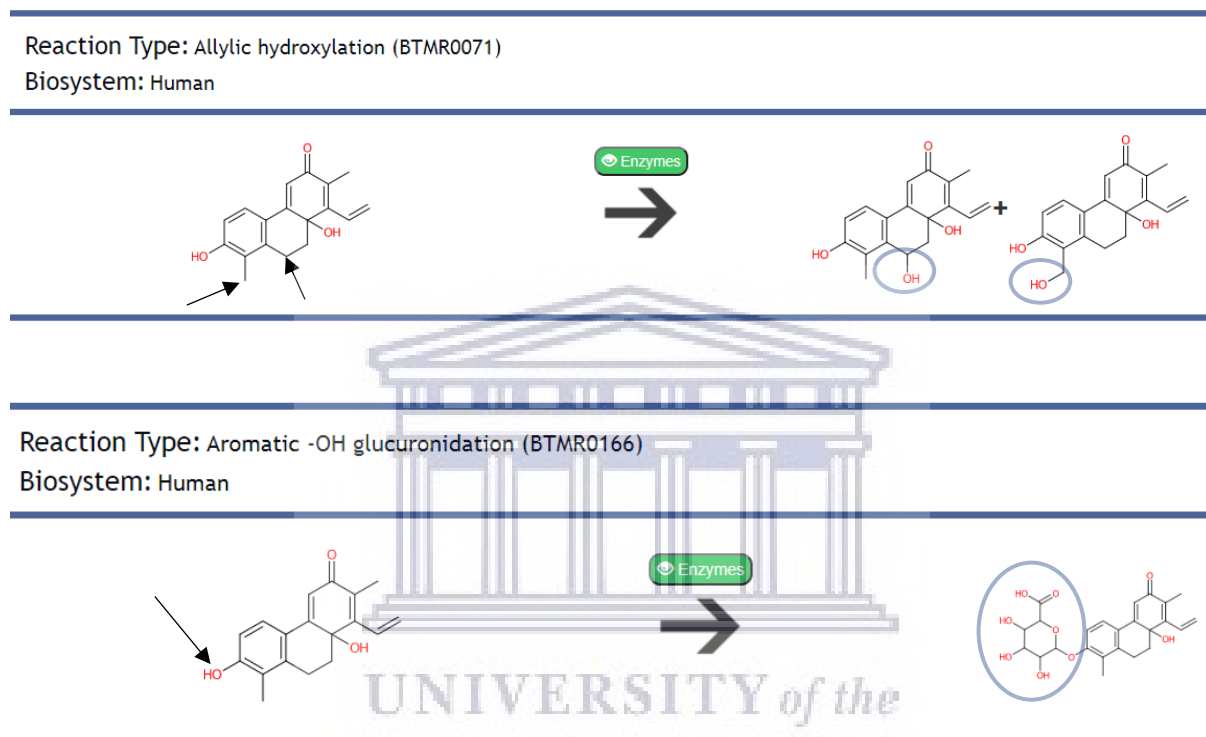 Reaction Type: Allylic hydroxylation (BTMR0071)
Biosystem: Human
O
OH
HO
Enzymes
O
OH
HO
OH
+
O
OH
HO
HO
Reaction Type: Aromatic -OH glucuronidation (BTMR0166)
Biosystem: Human
O
OH
HO
Enzymes
HO
O
HO
O
HO
OH
O
O
OH
UNIVERSITY of the